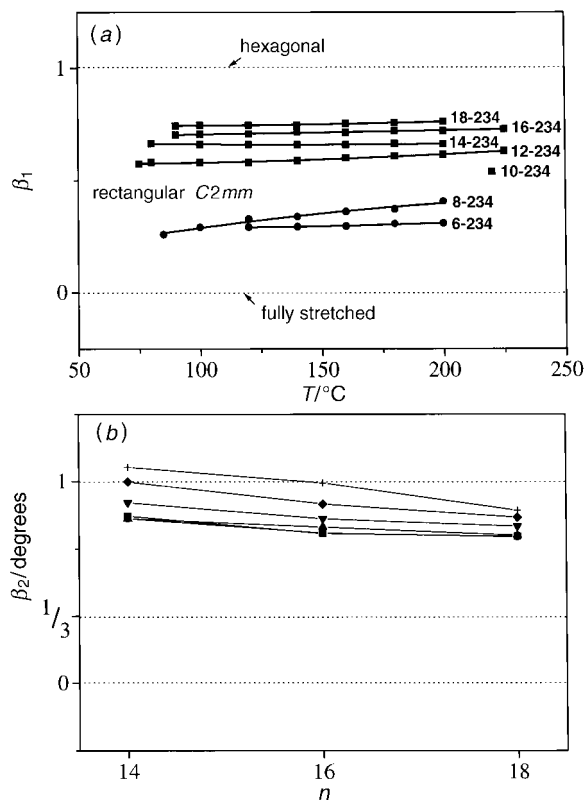 (a)
hexagonal
1
18-234
16-234
14-234
12-234
10-234
β1
rectangular C2mm
8-234
6-234
0
fully stretched
50 100 150 200 250
T/°C
(b)
1
β2/degrees
1/3
0
14 16 18
n